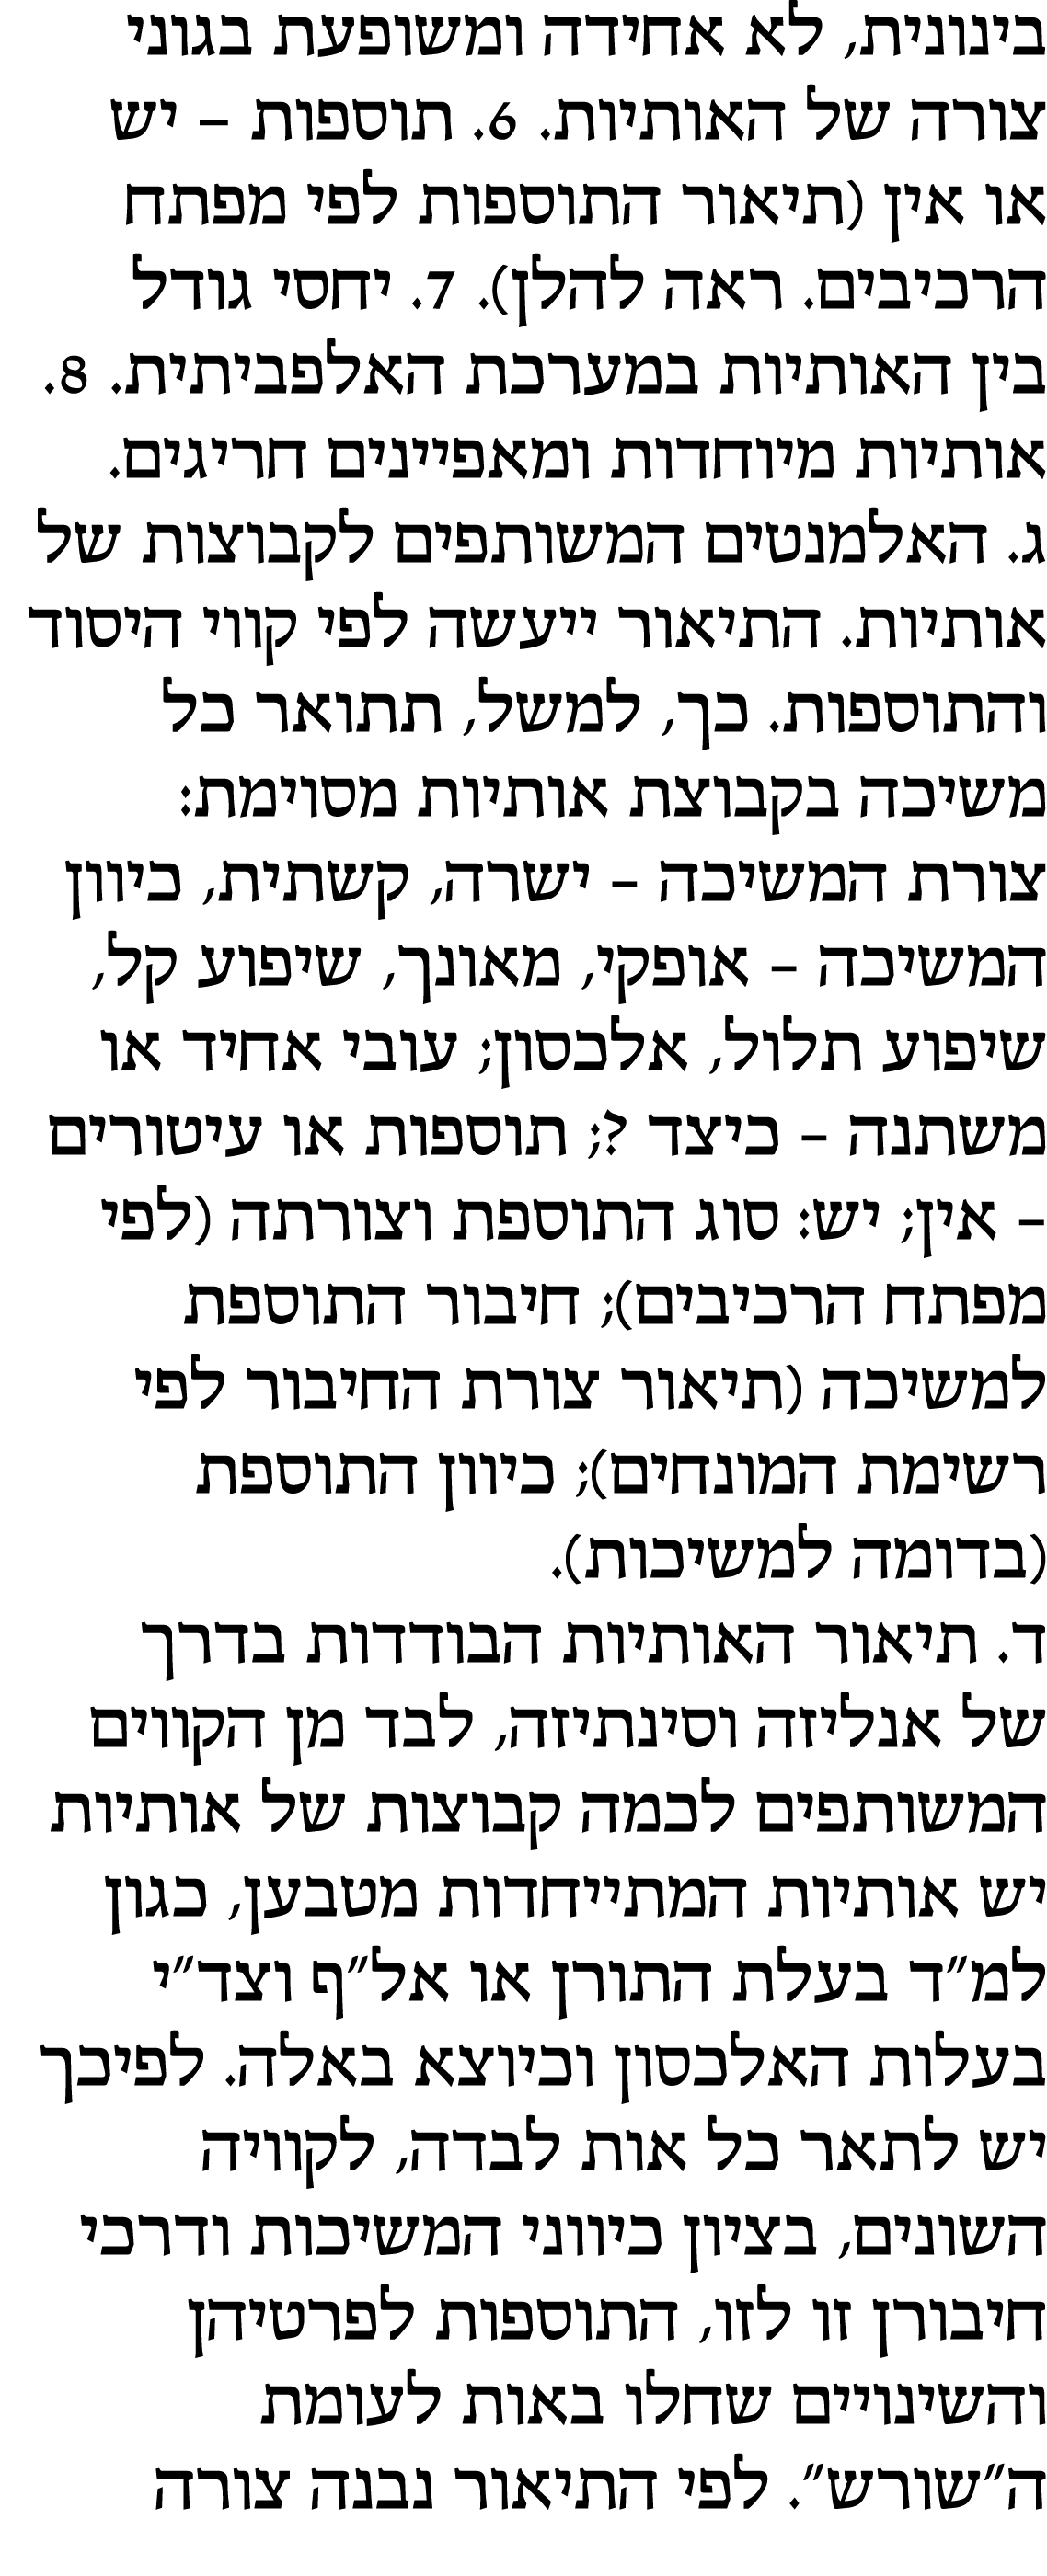 בינונית, לא אחידה ומשופעת בגוני
צורה של האותיות. 6. תוספות – יש
או אין (תיאור התוספות לפי מפתח
הרכיבים. ראה להלן). 7. יחסי גודל
בין האותיות במערכת האלפביתית. 8.
אותיות מיוחדות ומאפיינים חריגים.
ג. האלמנטים המשותפים לקבוצות של
אותיות. התיאור ייעשה לפי קווי היסוד
והתוספות. כך, למשל, תתואר כל
משיכה בקבוצת אותיות מסוימת:
צורת המשיכה – ישרה, קשתית, כיוון
המשיכה – אופקי, מאונך, שיפוע קל,
שיפוע תלול, אלכסון; עובי אחיד או
משתנה – כיצד ?; תוספות או עיטורים
– אין; יש: סוג התוספת וצורתה (לפי
מפתח הרכיבים); חיבור התוספת
למשיכה (תיאור צורת החיבור לפי
רשימת המונחים); כיוון התוספת
(בדומה למשיכות).
ד. תיאור האותיות הבודדות בדרך
של אנליזה וסינתיזה, לבד מן הקווים
המשותפים לכמה קבוצות של אותיות
יש אותיות המתייחדות מטבען, כגון
למ"ד בעלת התורן או אל"ף וצד"י
בעלות האלכסון וכיוצא באלה. לפיכך
יש לתאר כל אות לבדה, לקוויה
השונים, בציון כיווני המשיכות ודרכי
חיבורן זו לזו, התוספות לפרטיהן
והשינויים שחלו באות לעומת
ה"שורש". לפי התיאור נבנה צורה